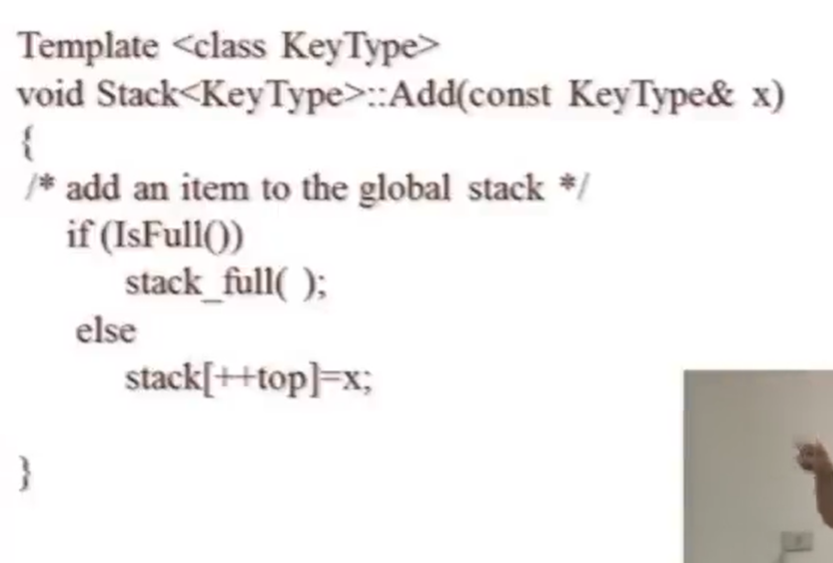 Template <class KeyType>
void Stack<KeyType>::Add(const KeyType& x)
{
/* add an item to the global stack */
if (IsFull())
stack_full( );
else
stack[++top]=x;
}